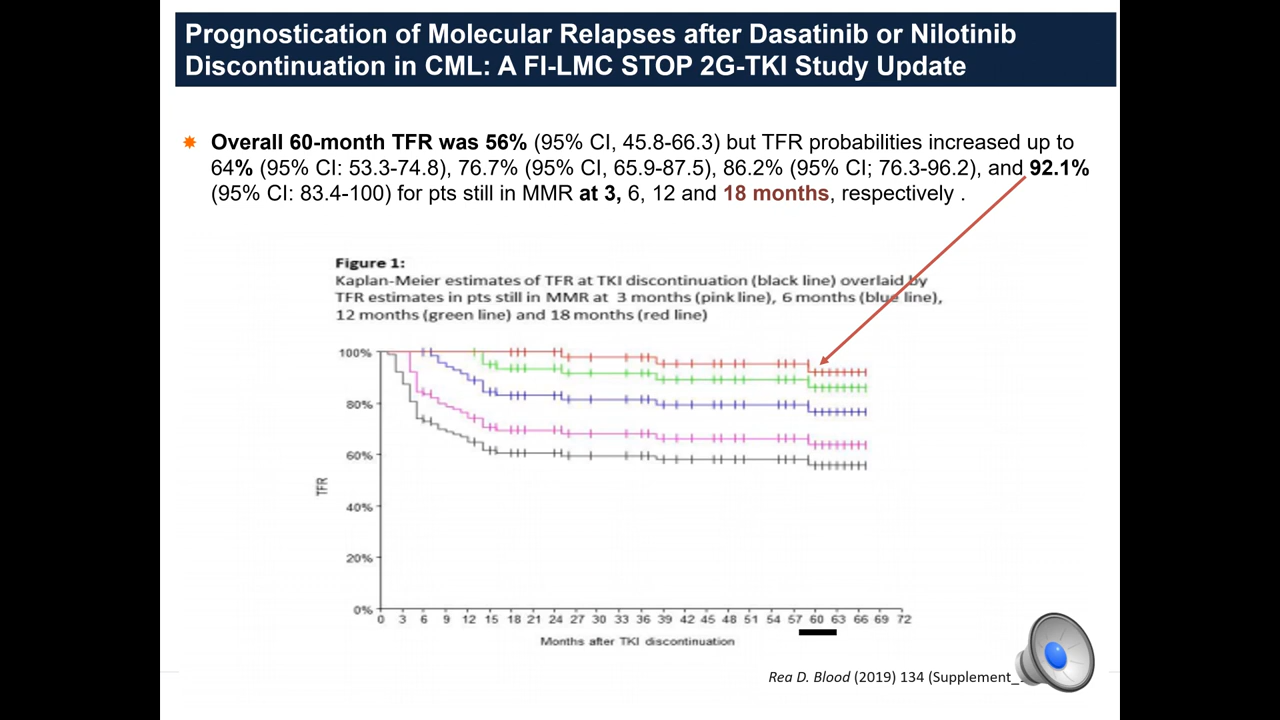 Prognostication of Molecular Relapses after Dasatinib or Nilotinib
Discontinuation in CML: A FI-LMC STOP 2G-TKI Study Update
Overall 60-month TFR was 56% (95% CI, 45.8-66.3) but TFR probabilities increased up to
64% (95% CI: 53.3-74.8), 76.7% (95% CI, 65.9-87.5), 86.2% (95% CI; 76.3-96.2), and 92.1%
(95% CI: 83.4-100) for pts still in MMR at 3, 6, 12 and 18 months, respectively .
Figure 1:
Kaplan-Meier estimates of TFR at TKI discontinuation (black line) overlaid by
TFR estimates in pts still in MMR at 3 months (pink line), 6 months (blue line),
12 months (green line) and 18 months (red line)
100%
80%
60%
TFR
40%
20%
0%
0 3 6 9 12 15 18 21 24 27 30 33 36 39 42 45 48 51 54 57 60 63 66 69 72
Months after TKI discontinuation
Rea D. Blood (2019) 134 (Supplement_